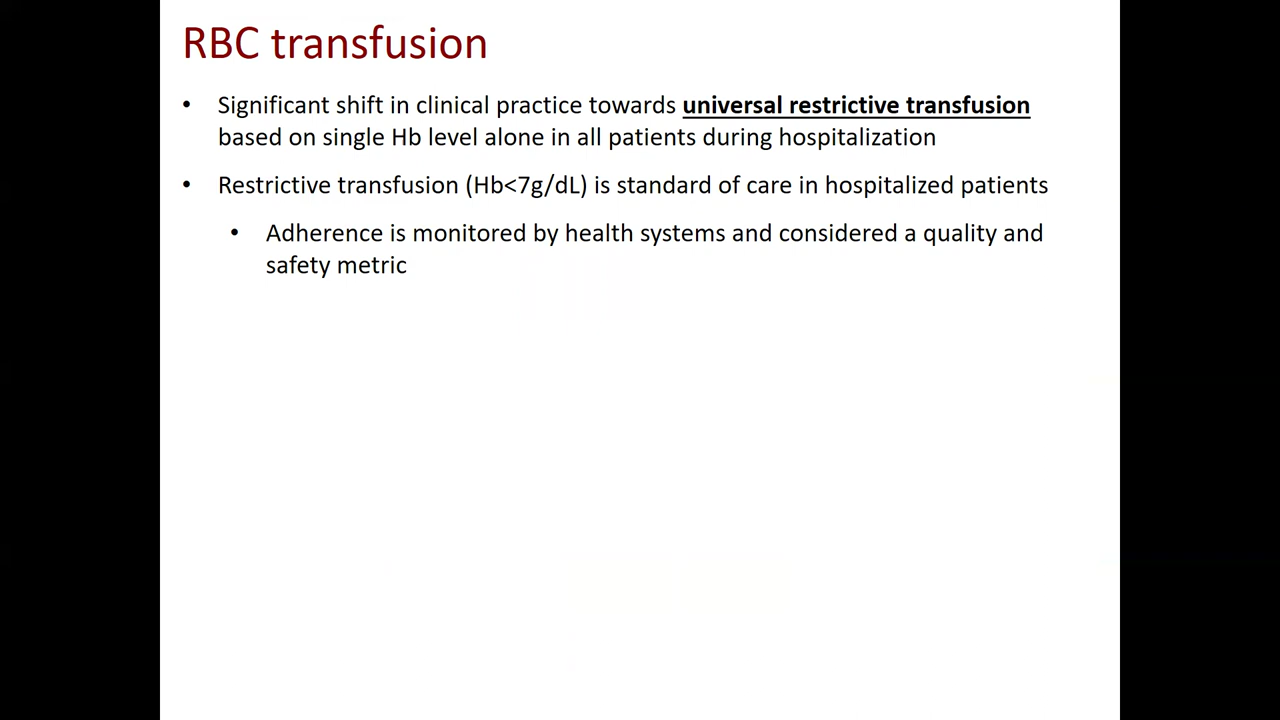 RBC transfusion
• Significant shift in clinical practice towards universal restrictive transfusion
based on single Hb level alone in all patients during hospitalization
• Restrictive transfusion (Hb<7g/dL) is standard of care in hospitalized patients
• Adherence is monitored by health systems and considered a quality and
safety metric